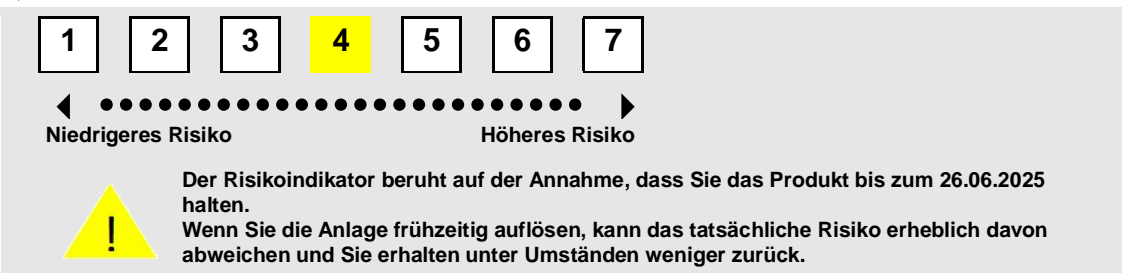 1 2 3 4 5 6 7
Niedrigeres Risiko Höheres Risiko
Der Risikoindikator beruht auf der Annahme, dass Sie das Produkt bis zum 26.06.2025
halten.
Wenn Sie die Anlage frühzeitig auflösen, kann das tatsächliche Risiko erheblich davon
abweichen und Sie erhalten unter Umständen weniger zurück.
!